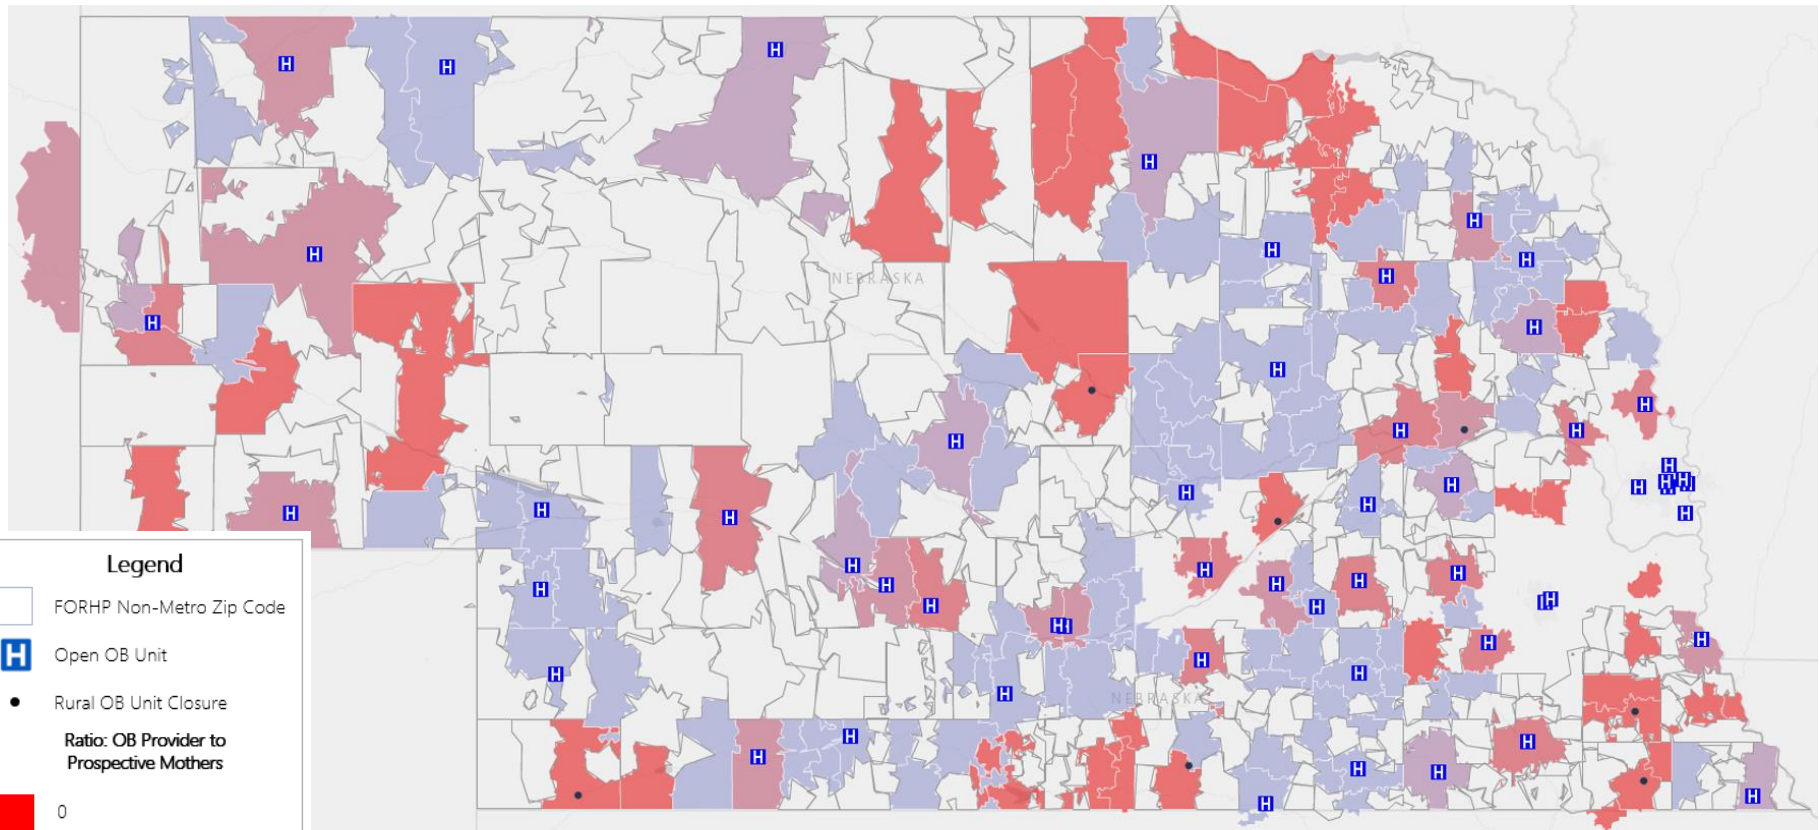 NEBRASKA
NEBRASKA
Legend
FORHP Non-Metro Zip Code
H Open OB Unit
Rural OB Unit Closure
Ratio: OB Provider to
Prospective Mothers
0